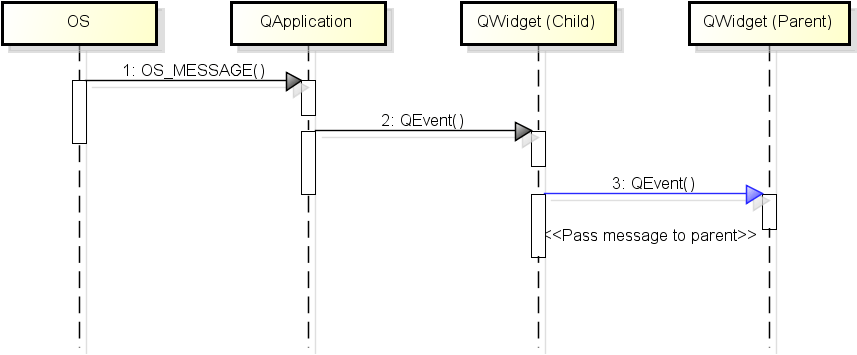 OS
QApplication
QWidget (Child)
QWidget (Parent)
1: OS_MESSAGE()
2: QEvent()
3: QEvent()
<<Pass message to parent>>